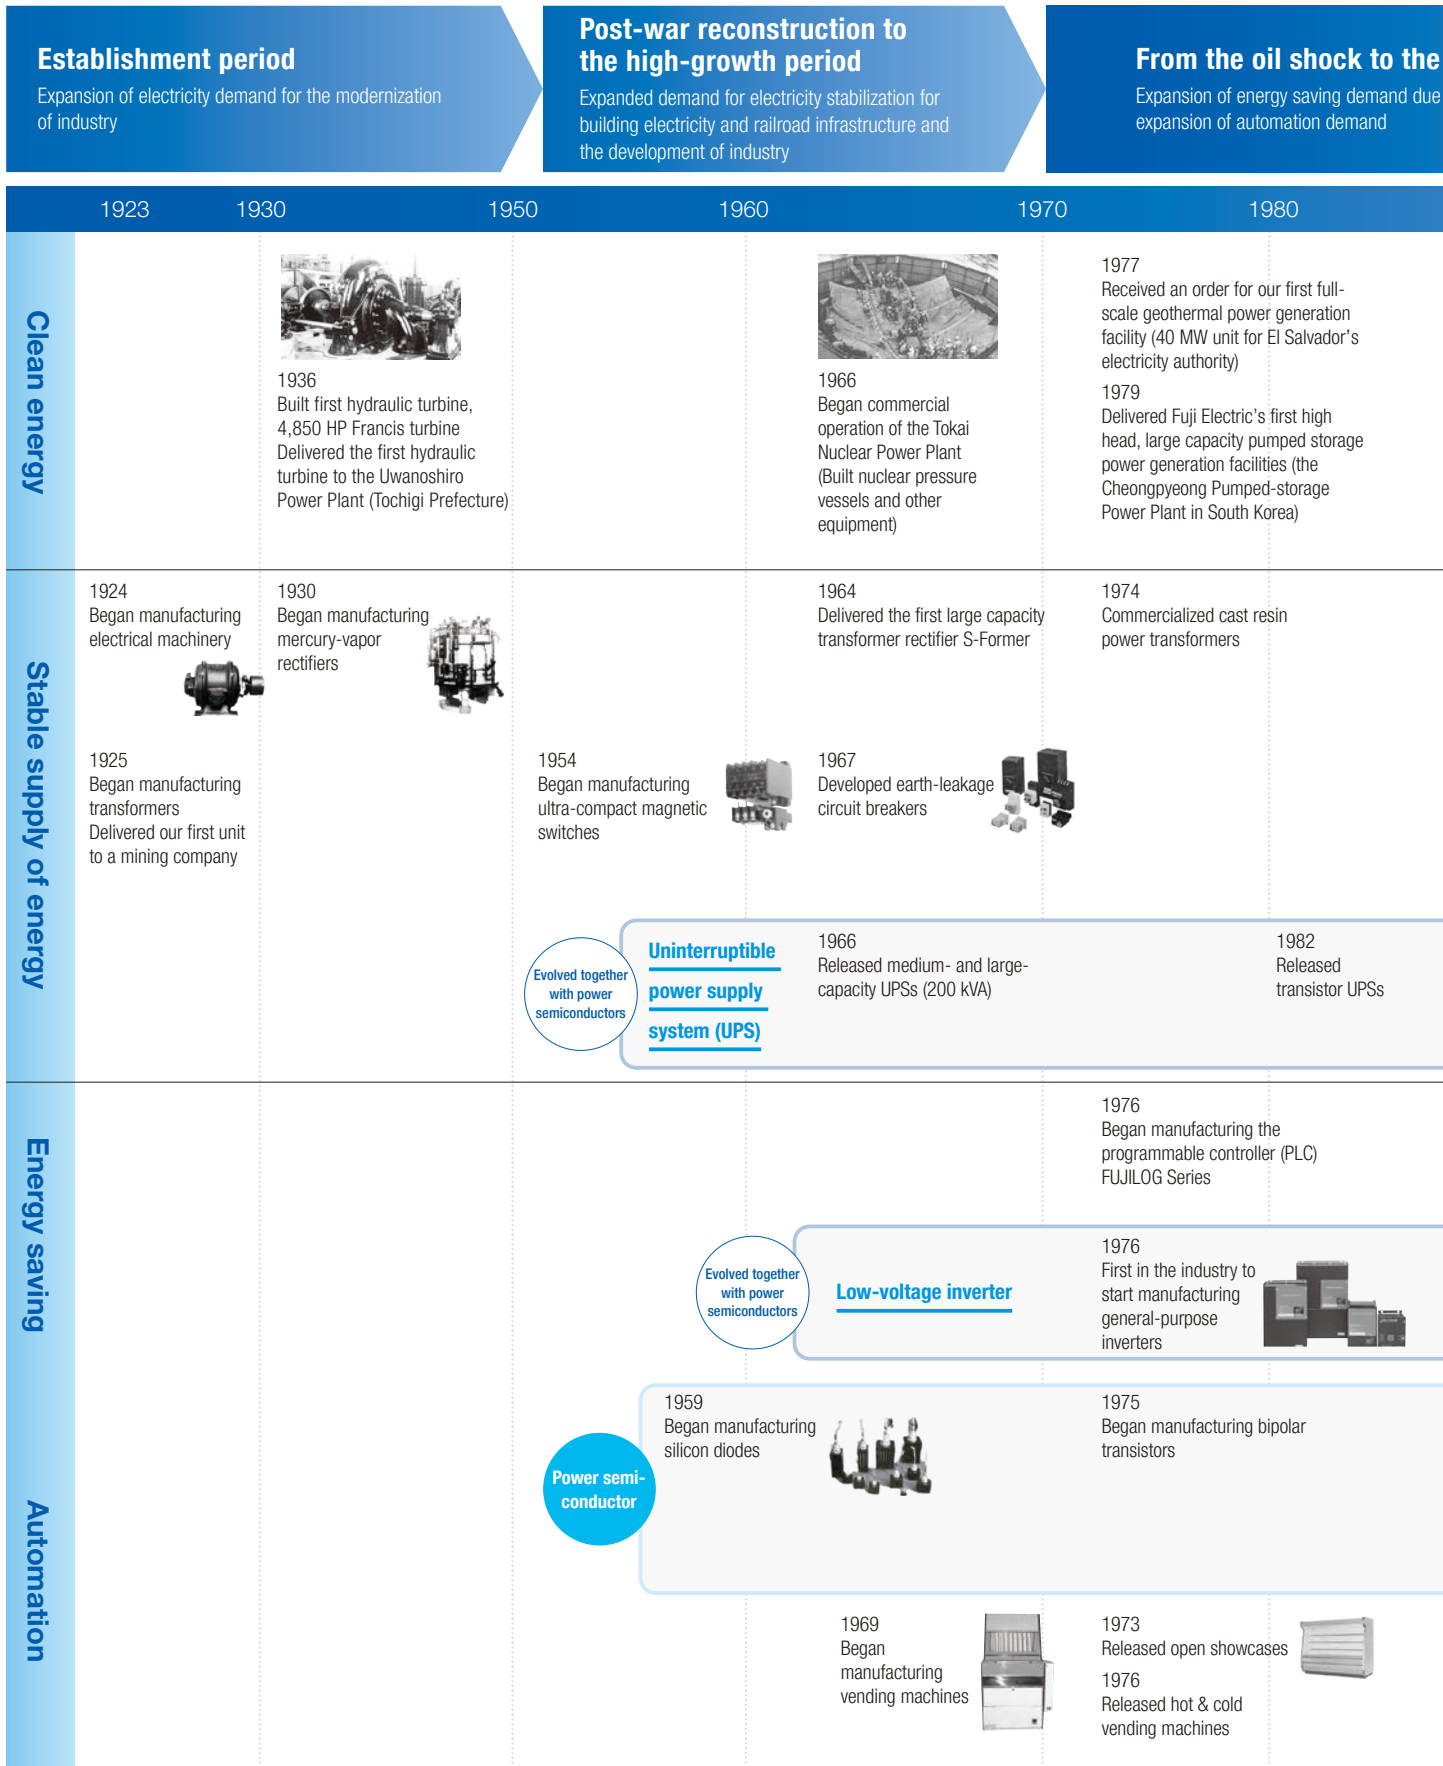 Establishment period
Expansion of electricity demand for the modernization
of industry
Post-war reconstruction to
the high-growth period
Expanded demand for electricity stabilization for
building electricity and railroad infrastructure and
the development of industry
From the oil shock to the
Expansion of energy saving demand due
expansion of automation demand
1923 1930 1950 1960 1970 1980
Clean energy
1936
Built first hydraulic turbine,
4,850 HP Francis turbine
Delivered the first hydraulic
turbine to the Uwanoshiro
Power Plant (Tochigi Prefecture)
1966
Began commercial
operation of the Tokai
Nuclear Power Plant
(Built nuclear pressure
vessels and other
equipment)
1977
Received an order for our first full-
scale geothermal power generation
facility (40 MW unit for El Salvador's
electricity authority)
1979
Delivered Fuji Electric's first high
head, large capacity pumped storage
power generation facilities (the
Cheongpyeong Pumped-storage
Power Plant in South Korea)
Stable supply of energy
1924
Began manufacturing
electrical machinery
1930
Began manufacturing
mercury-vapor
rectifiers
1964
Delivered the first large capacity
transformer rectifier S-Former
1974
Commercialized cast resin
power transformers
1925
Began manufacturing
transformers
Delivered our first unit
to a mining company
1954
Began manufacturing
ultra-compact magnetic
switches
1967
Developed earth-leakage
circuit breakers
Evolved together
with power
semiconductors
Uninterruptible
power supply
system (UPS)
1966
Released medium- and large-
capacity UPSs (200 kVA)
1982
Released
transistor UPSs
Energy saving
1976
Began manufacturing the
programmable controller (PLC)
FUJILOG Series
Evolved together
with power
semiconductors
Low-voltage inverter
1976
First in the industry to
start manufacturing
general-purpose
inverters
Automation
Power semi-
conductor
1959
Began manufacturing
silicon diodes
1975
Began manufacturing bipolar
transistors
1969
Began
manufacturing
vending machines
1973
Released open showcases
1976
Released hot & cold
vending machines